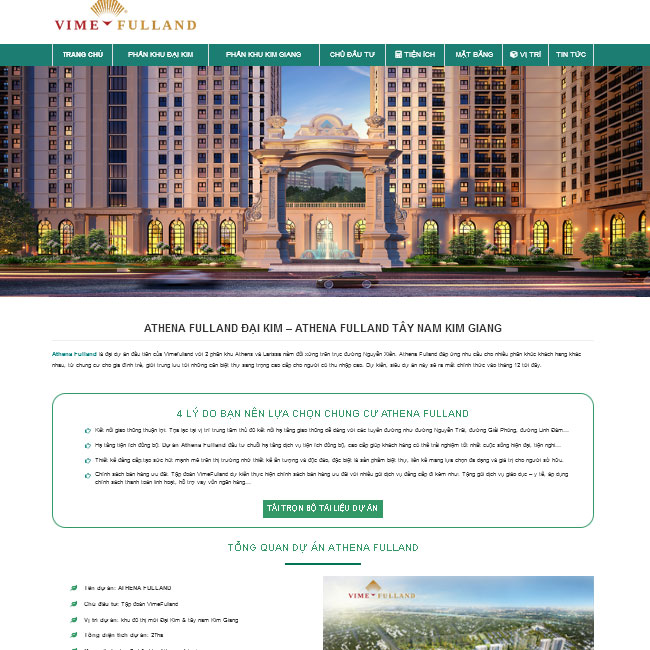 VIME FULLAND
TRANG CHỦ PHÂN KHU ĐẠI KIM PHÂN KHU KIM GIANG CHỦ ĐẦU TƯ TIỆN ÍCH MẶT BẰNG VỊ TRÍ TIN TỨC
ATHENA FULLAND ĐẠI KIM – ATHENA FULLAND TÂY NAM KIM GIANG
Athena Fulland là đại dự án đầu tiên của Vimefulland với 2 phân khu Athens và Larissa nằm đối xứng trên trục đường Nguyễn Xiển. Athena Fulland đáp ứng nhu cầu cho nhiều phân khúc khách hàng khác
nhau, từ chung cư cho gia đình trẻ, giới trung lưu tới những căn biệt thự sang trọng cao cấp cho người có thu nhập cao. Dự kiến, siêu dự án này sẽ ra mắt chính thức vào tháng 12 tới đây.
4 LÝ DO BẠN NÊN LỰA CHỌN CHUNG CƯ ATHENA FULLAND
Kết nối giao thông thuận lợi: Tọa lạc tại vị trí trung tâm thủ đô kết nối hạ tầng giao thông dễ dàng với các tuyến đường như đường Nguyễn Trãi, đường Giải Phóng, đường Linh Đàm...
Hạ tầng tiện ích đồng bộ: Dự án Athena Fulland đầu tư chuỗi hạ tầng dịch vụ tiện ích đồng bộ, cao cấp giúp khách hàng có thể trải nghiệm tốt nhất cuộc sống hiện đại, tiện nghi...
Thiết kế đẳng cấp tạo sức hút mạnh mẽ trên thị trường nhờ thiết kế ấn tượng và độc đáo, đặc biệt là sản phẩm biệt thự, liền kề mang lựa chọn đa dạng và giá trị cho người sử hữu.
Chính sách bán hàng ưu đãi: Tập đoàn VimeFulland dự kiến thực hiện chính sách bán hàng ưu đãi với nhiều gói dịch vụ đẳng cấp đi kèm như: Tặng gói dịch vụ giáo dục – y tế, áp dụng
chính sách thanh toán linh hoạt, hỗ trợ vay vốn ngân hàng...
TẢI TRỌN BỘ TÀI LIỆU DỰ ÁN
TỔNG QUAN DỰ ÁN ATHENA FULLAND
Tên dự án: ATHENA FULLAND
Chủ đầu tư: Tập đoàn VimeFulland
Vị trí dự án: khu đô thị mới Đại Kim & tây nam Kim Giang
Tổng diện tích dự án: 27ha
VIME FULLAND